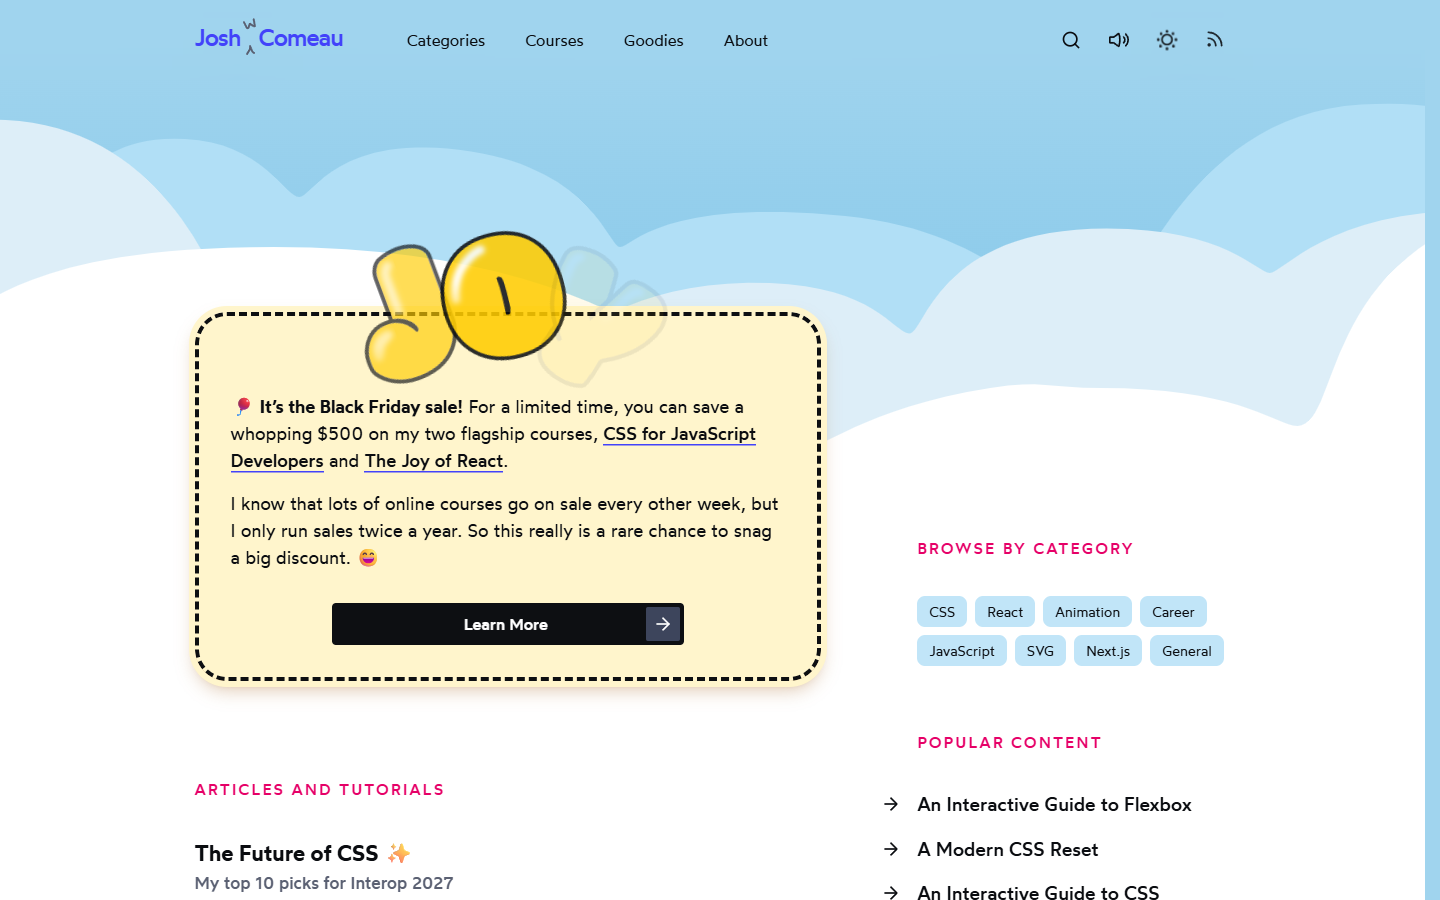 Josh W Comeau
Categories
Courses
Goodies
About
JOY
🎈 It's the Black Friday sale! For a limited time, you can save a
whopping $500 on my two flagship courses, CSS for JavaScript
Developers and The Joy of React.
I know that lots of online courses go on sale every other week, but
I only run sales twice a year. So this really is a rare chance to snag
a big discount. 😄
Learn More
ARTICLES AND TUTORIALS
The Future of CSS ✨
My top 10 picks for Interop 2027
BROWSE BY CATEGORY
CSS
React
Animation
Career
JavaScript
SVG
Next.js
General
POPULAR CONTENT
An Interactive Guide to Flexbox
A Modern CSS Reset
An Interactive Guide to CSS